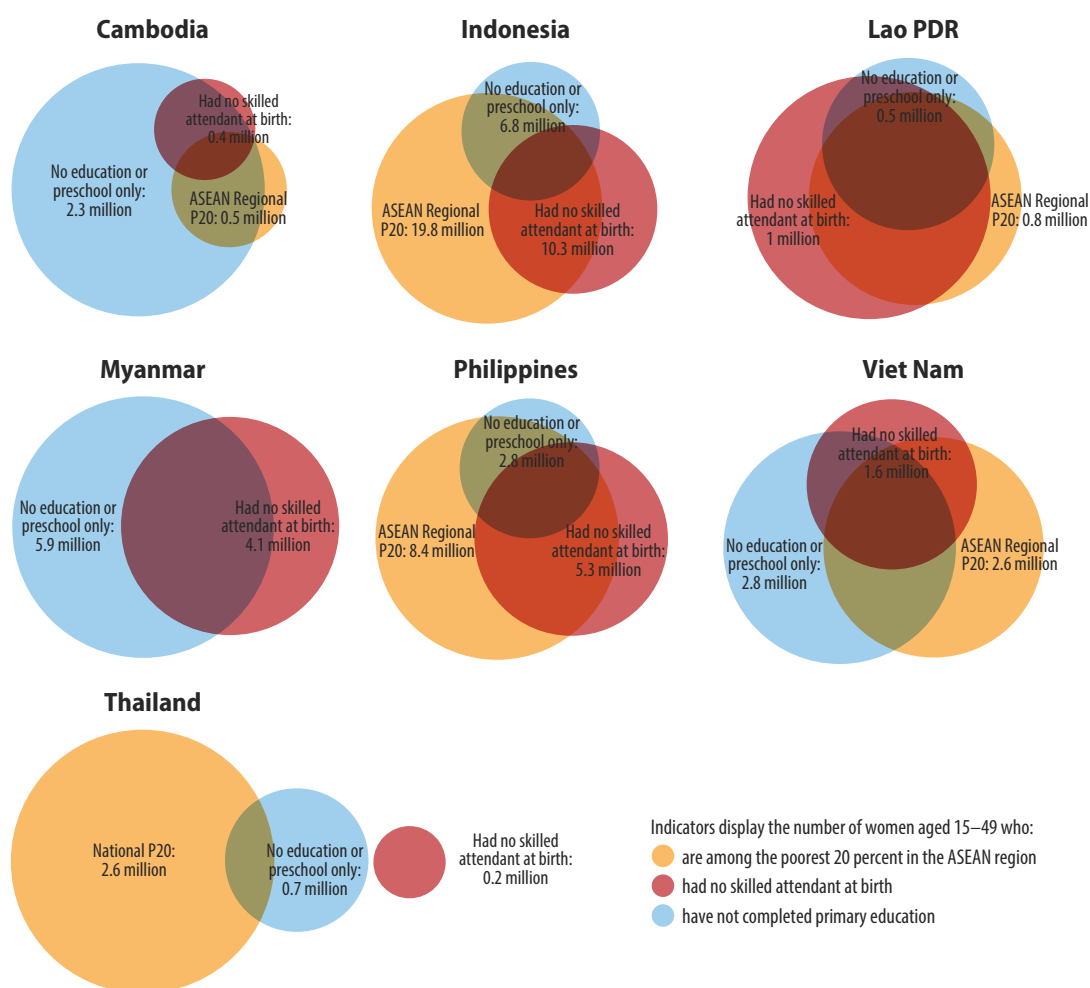 Cambodia
Had no skilled
attendant at birth:
0.4 million
No education or
preschool only:
2.3 million
ASEAN Regional
P20: 0.5 million
Indonesia
No education or
preschool only:
6.8 million
ASEAN Regional
P20: 19.8 million
Had no skilled
attendant at birth:
10.3 million
Lao PDR
No education or
preschool only:
0.5 million
Had no skilled
attendant at birth:
1 million
ASEAN Regional
P20: 0.8 million
Myanmar
No education or
preschool only:
5.9 million
Had no skilled
attendant at birth:
4.1 million
Philippines
No education or
preschool only:
2.8 million
ASEAN Regional
P20: 8.4 million
Had no skilled
attendant at birth:
5.3 million
Viet Nam
Had no skilled
attendant at birth:
1.6 million
No education or
preschool only:
2.8 million
ASEAN Regional
P20: 2.6 million
Thailand
National P20:
2.6 million
No education or
preschool only:
0.7 million
Had no skilled
attendant at birth:
0.2 million
Indicators display the number of women aged 15–49 who:
are among the poorest 20 percent in the ASEAN region
had no skilled attendant at birth
have not completed primary education